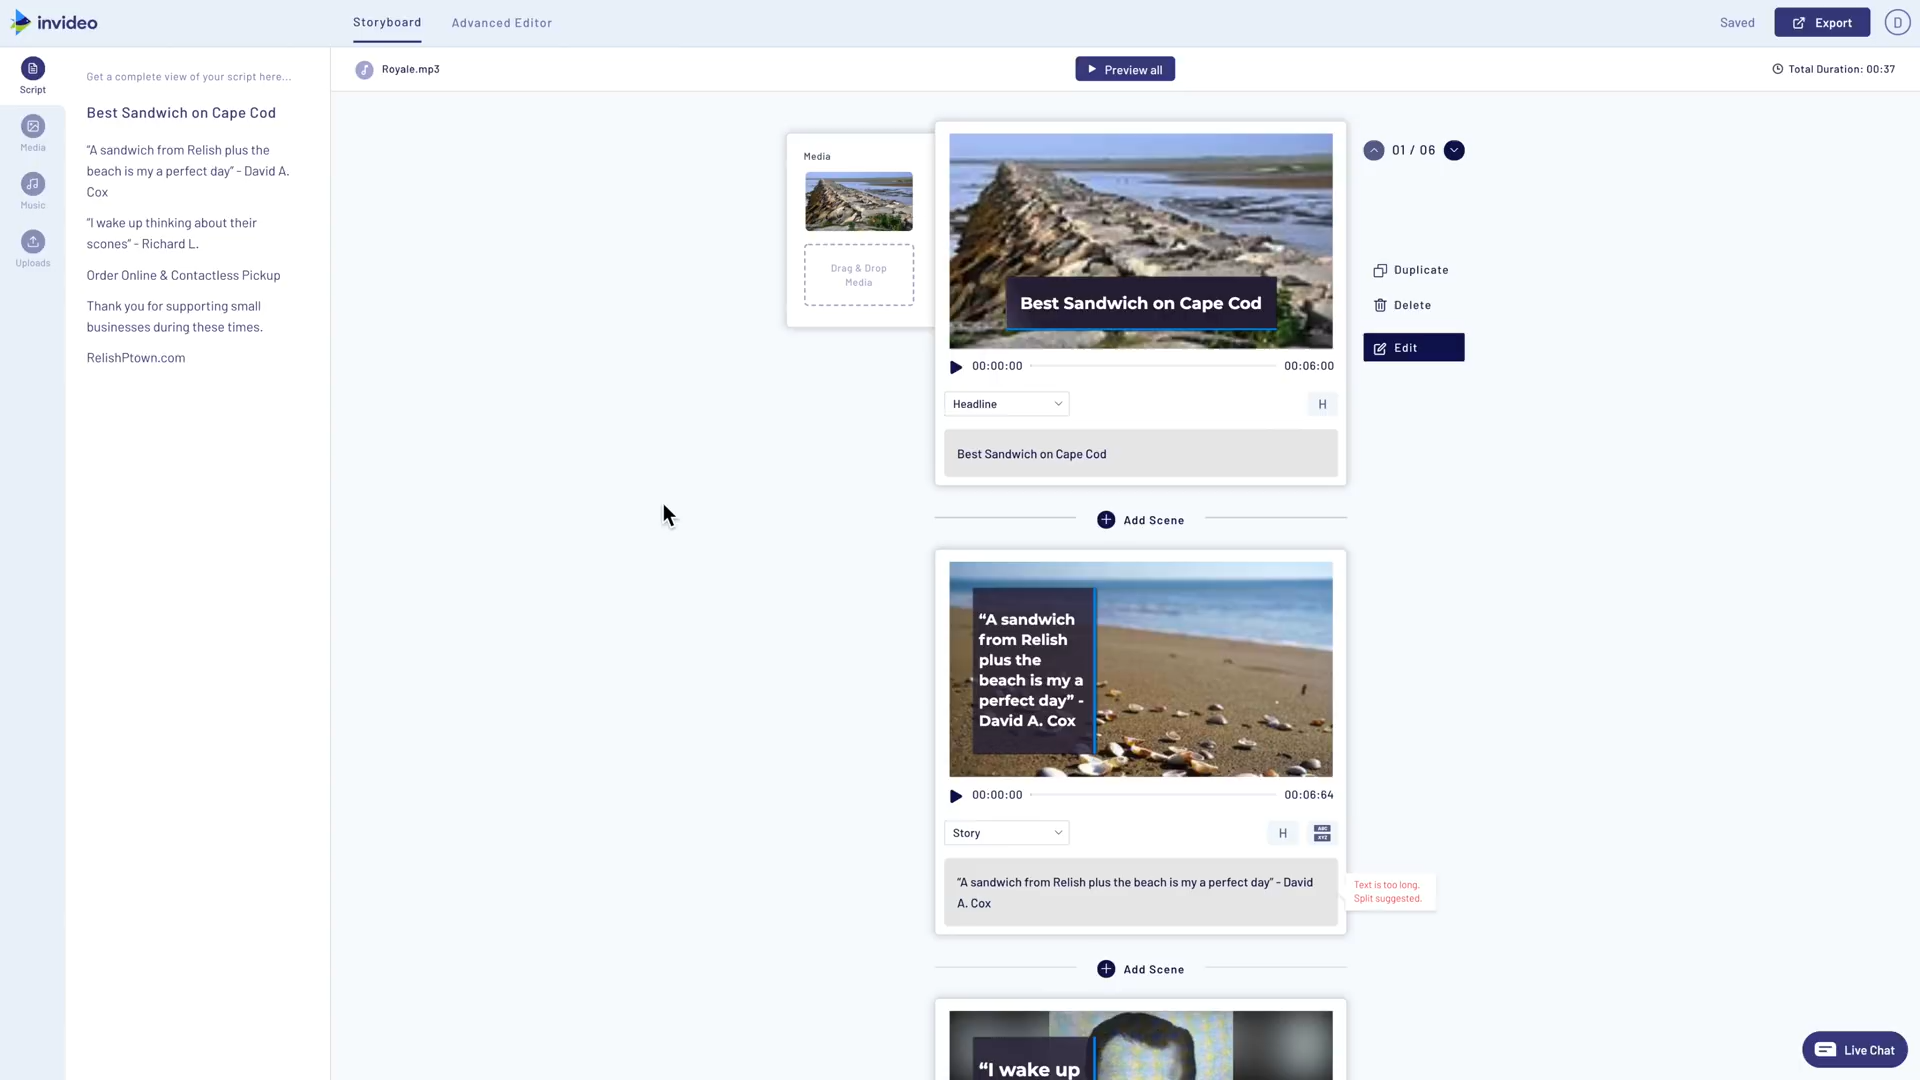 invideo
Storyboard
Advanced Editor
Saved
Export
D
Script
Media
Music
Uploads
Get a complete view of your script here...
Best Sandwich on Cape Cod
“A sandwich from Relish plus the
beach is my a perfect day” - David A.
Cox
“I wake up thinking about their
scones” - Richard L.
Order Online & Contactless Pickup
Thank you for supporting small
businesses during these times.
RelishPtown.com
Royale.mp3
Preview all
Total Duration: 00:37
Media
Drag & Drop
Media
Best Sandwich on Cape Cod
00:00:00
00:06:00
Headline
H
Best Sandwich on Cape Cod
01 / 06
Duplicate
Delete
Edit
Add Scene
“A sandwich
from Relish
plus the
beach is my a
perfect day” -
David A. Cox
00:00:00
00:06:64
Story
H
ABC
XYZ
“A sandwich from Relish plus the beach is my a perfect day” - David
A. Cox
Text is too long.
Split suggested.
Add Scene
“I wake up
Live Chat